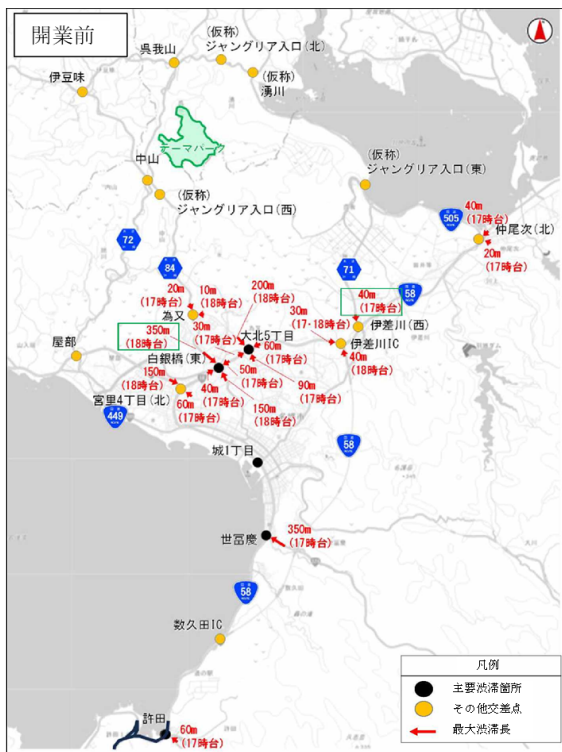 開業前
呉我山
(仮称)
ジャングリア入口(北)
(仮称)
湧川
伊豆味
テーマパーク
中山
(仮称)
ジャングリア入口(西)
(仮称)
ジャングリア入口(東)
505
40m
(17時台)
仲尾次(北)
20m
(17時台)
72
84
71
58
20m
(17時台)
10m
(18時台)
200m
(18時台)
40m
(17時台)
為又
30m
(17時台)
30m
(17-18時台)
伊差川(西)
350m
(18時台)
大北5丁目
伊差川IC
屋部
白銀橋(東)
60m
(17時台)
40m
(18時台)
150m
(18時台)
50m
(17時台)
90m
(17時台)
宮里4丁目(北)
40m
(17時台)
60m
(17時台)
150m
(18時台)
449
58
城1丁目
世冨慶
350m
(17時台)
58
数久田IC
許田
60m
(17時台)
凡例
主要渋滞箇所
その他交差点
最大渋滞長